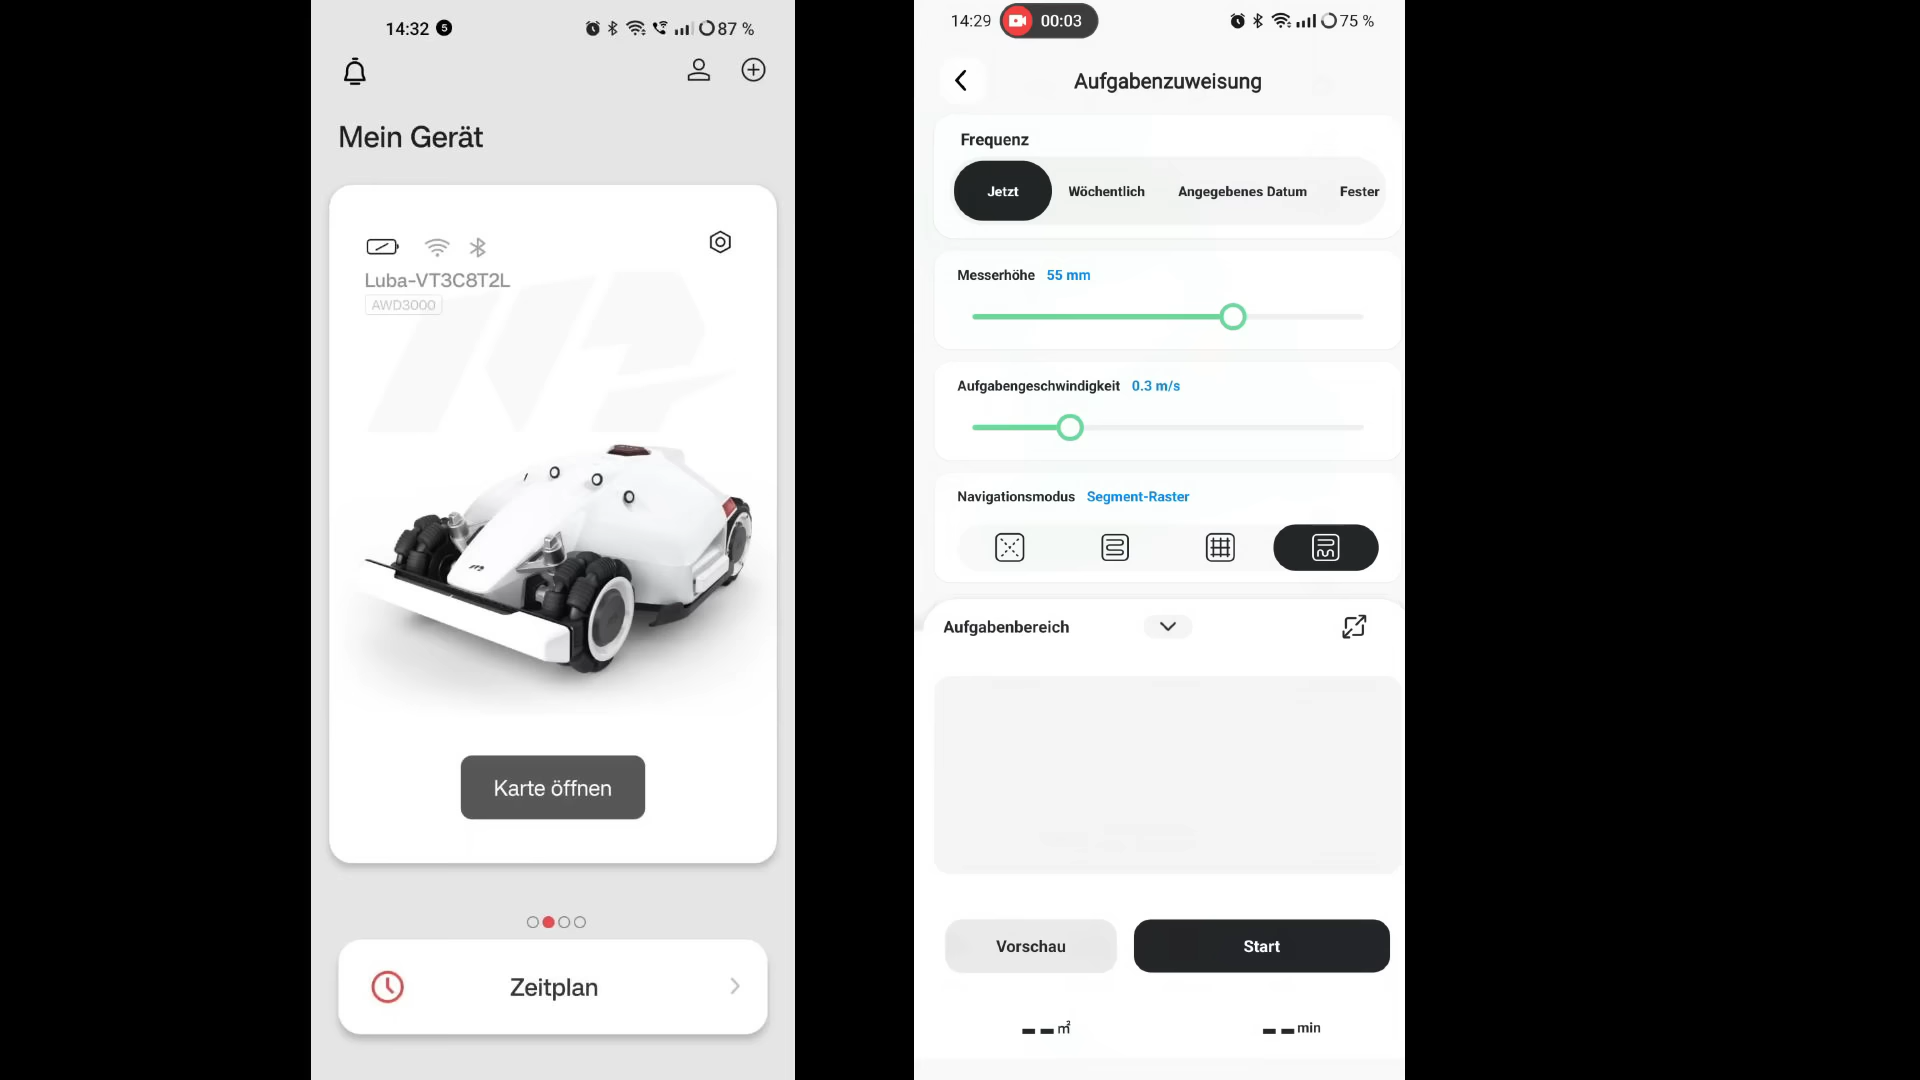 14:32 5 87 %
Mein Gerät
Luba-VT3C8T2L
AWD3000
Karte öffnen
Zeitplan
14:29 00:03 75 %
Aufgabenzuweisung
Frequenz
Jetzt Wöchentlich Angegebenes Datum Fester
Messerhöhe 55 mm
Aufgabengeschwindigkeit 0.3 m/s
Navigationsmodus Segment-Raster
Aufgabenbereich
Vorschau Start
-- m² -- min